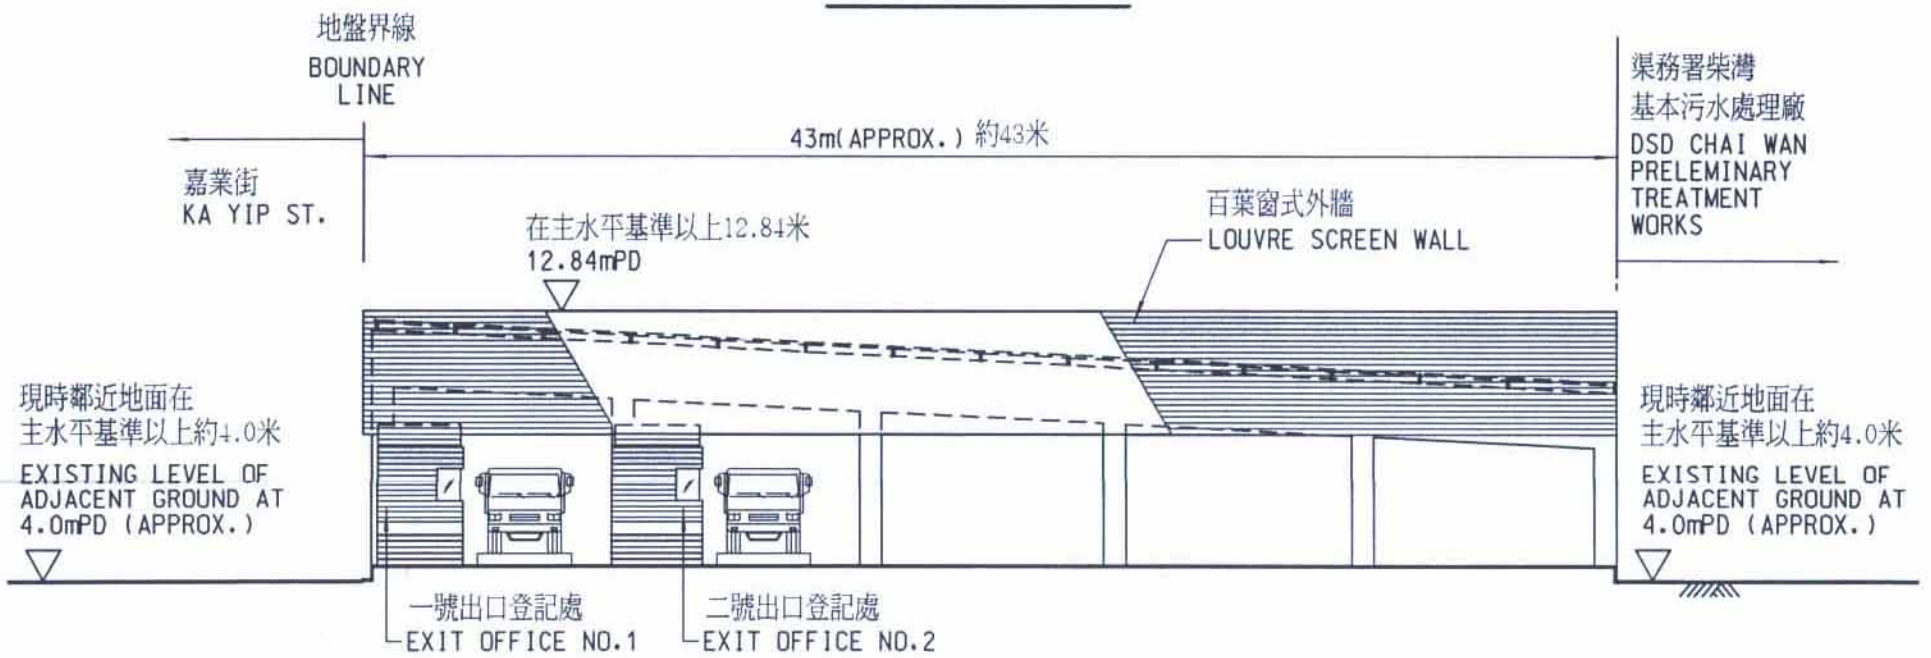 地盤界線
BOUNDARY
LINE
43m(APPROX.) 約43米
嘉業街
KA YIP ST.
渠務署柴灣
基本污水處理廠
DSD CHAI WAN
PRELEMINARY
TREATMENT
WORKS
在主水平基準以上12.84米
12.84mPD
百葉窗式外牆
LOUVRE SCREEN WALL
現時鄰近地面在
主水平基準以上約4.0米
EXISTING LEVEL OF
ADJACENT GROUND AT
4.0mPD (APPROX.)
現時鄰近地面在
主水平基準以上約4.0米
EXISTING LEVEL OF
ADJACENT GROUND AT
4.0mPD (APPROX.)
一號出口登記處
EXIT OFFICE NO.1
二號出口登記處
EXIT OFFICE NO.2